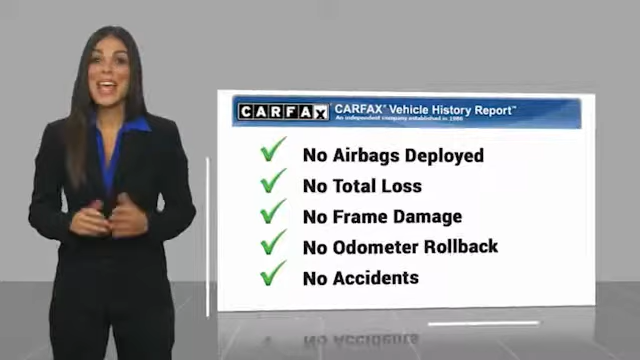 CARFAX CARFAX® Vehicle History Report™
An independent company established in 1986
No Airbags Deployed
No Total Loss
No Frame Damage
No Odometer Rollback
No Accidents